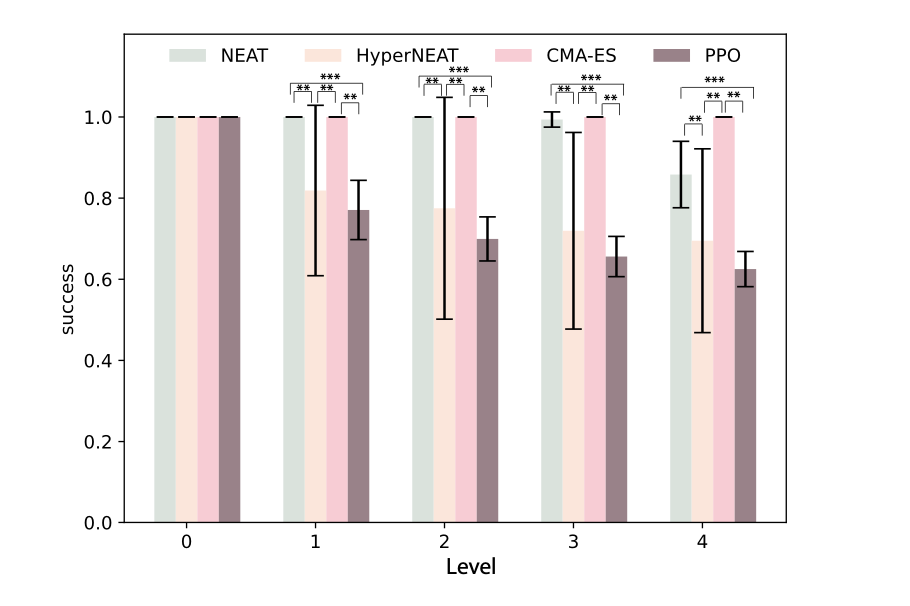 NEAT HyperNEAT CMA-ES PPO
*** *** *** ***
** ** ** ** ** ** ** **
** ** ** **
**
1.0
0.8
0.6
0.4
0.2
0.0
success
0 1 2 3 4
Level